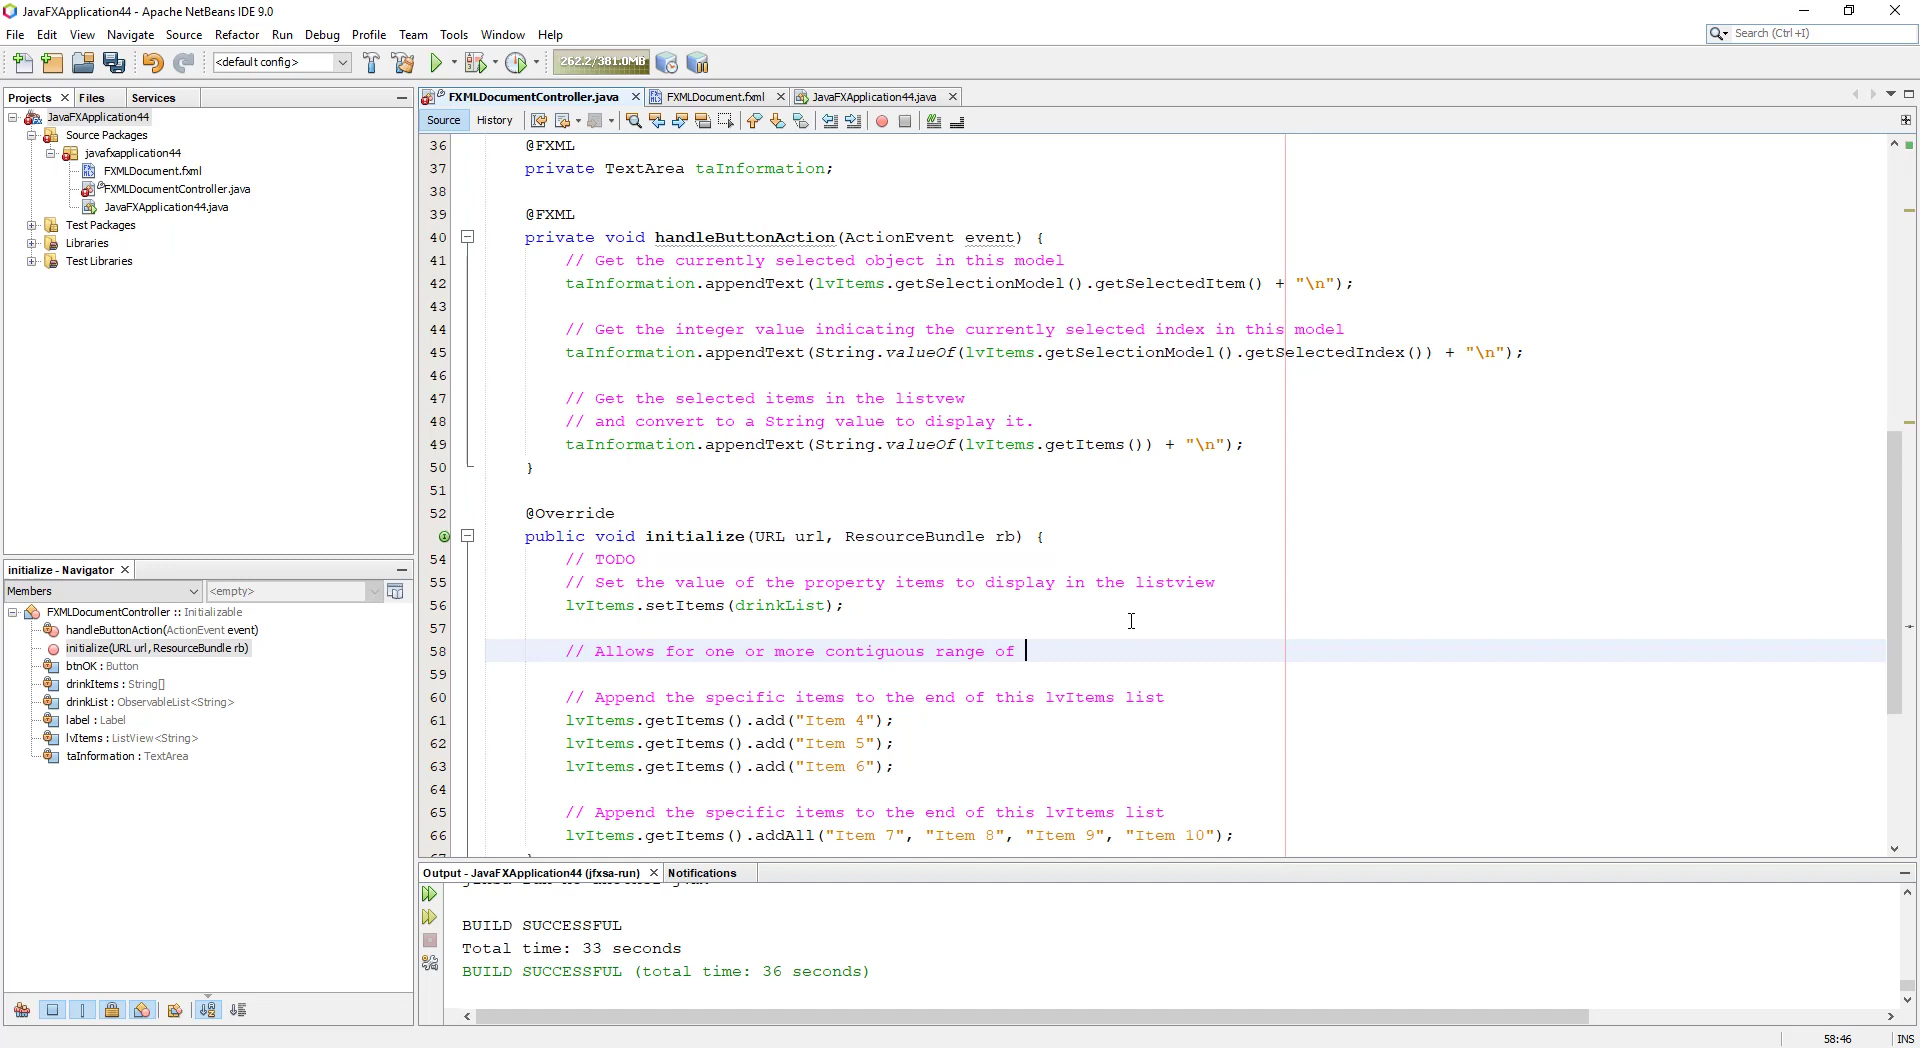 JavaFXApplication44 - Apache NetBeans IDE 9.0
File Edit View Navigate Source Refactor Run Debug Profile Team Tools Window Help
Search (Ctrl+I)
<default config>
262.2/381.0MB
Projects
Files
Services
JavaFXApplication44
Source Packages
javafxapplication44
FXMLDocument.fxml
FXMLDocumentController.java
JavaFXApplication44.java
Test Packages
Libraries
Test Libraries
initialize - Navigator
Members
<empty>
FXMLDocumentController :: Initializable
handleButtonAction(ActionEvent event)
initialize(URL url, ResourceBundle rb)
btnOK : Button
drinkItems : String[]
drinkList : ObservableList<String>
label : Label
lvItems : ListView<String>
taInformation : TextArea
FXMLDocumentController.java
FXMLDocument.fxml
JavaFXApplication44.java
Source
History
36 @FXML
37 private TextArea taInformation;
38
39 @FXML
40 private void handleButtonAction(ActionEvent event) {
41 // Get the currently selected object in this model
42 taInformation.appendText(lvItems.getSelectionModel().getSelectedItem() + "\n");
43
44 // Get the integer value indicating the currently selected index in this model
45 taInformation.appendText(String.valueOf(lvItems.getSelectionModel().getSelectedIndex()) + "\n");
46
47 // Get the selected items in the listvew
48 // and convert to a String value to display it.
49 taInformation.appendText(String.valueOf(lvItems.getItems()) + "\n");
50 }
51
52 @Override
public void initialize(URL url, ResourceBundle rb) {
54 // TODO
55 // Set the value of the property items to display in the listview
56 lvItems.setItems(drinkList);
57
58 // Allows for one or more contiguous range of
59
60 // Append the specific items to the end of this lvItems list
61 lvItems.getItems().add("Item 4");
62 lvItems.getItems().add("Item 5");
63 lvItems.getItems().add("Item 6");
64
65 // Append the specific items to the end of this lvItems list
66 lvItems.getItems().addAll("Item 7", "Item 8", "Item 9", "Item 10");
Output - JavaFXApplication44 (jfxsa-run)
Notifications
BUILD SUCCESSFUL
Total time: 33 seconds
BUILD SUCCESSFUL (total time: 36 seconds)
58:46
INS